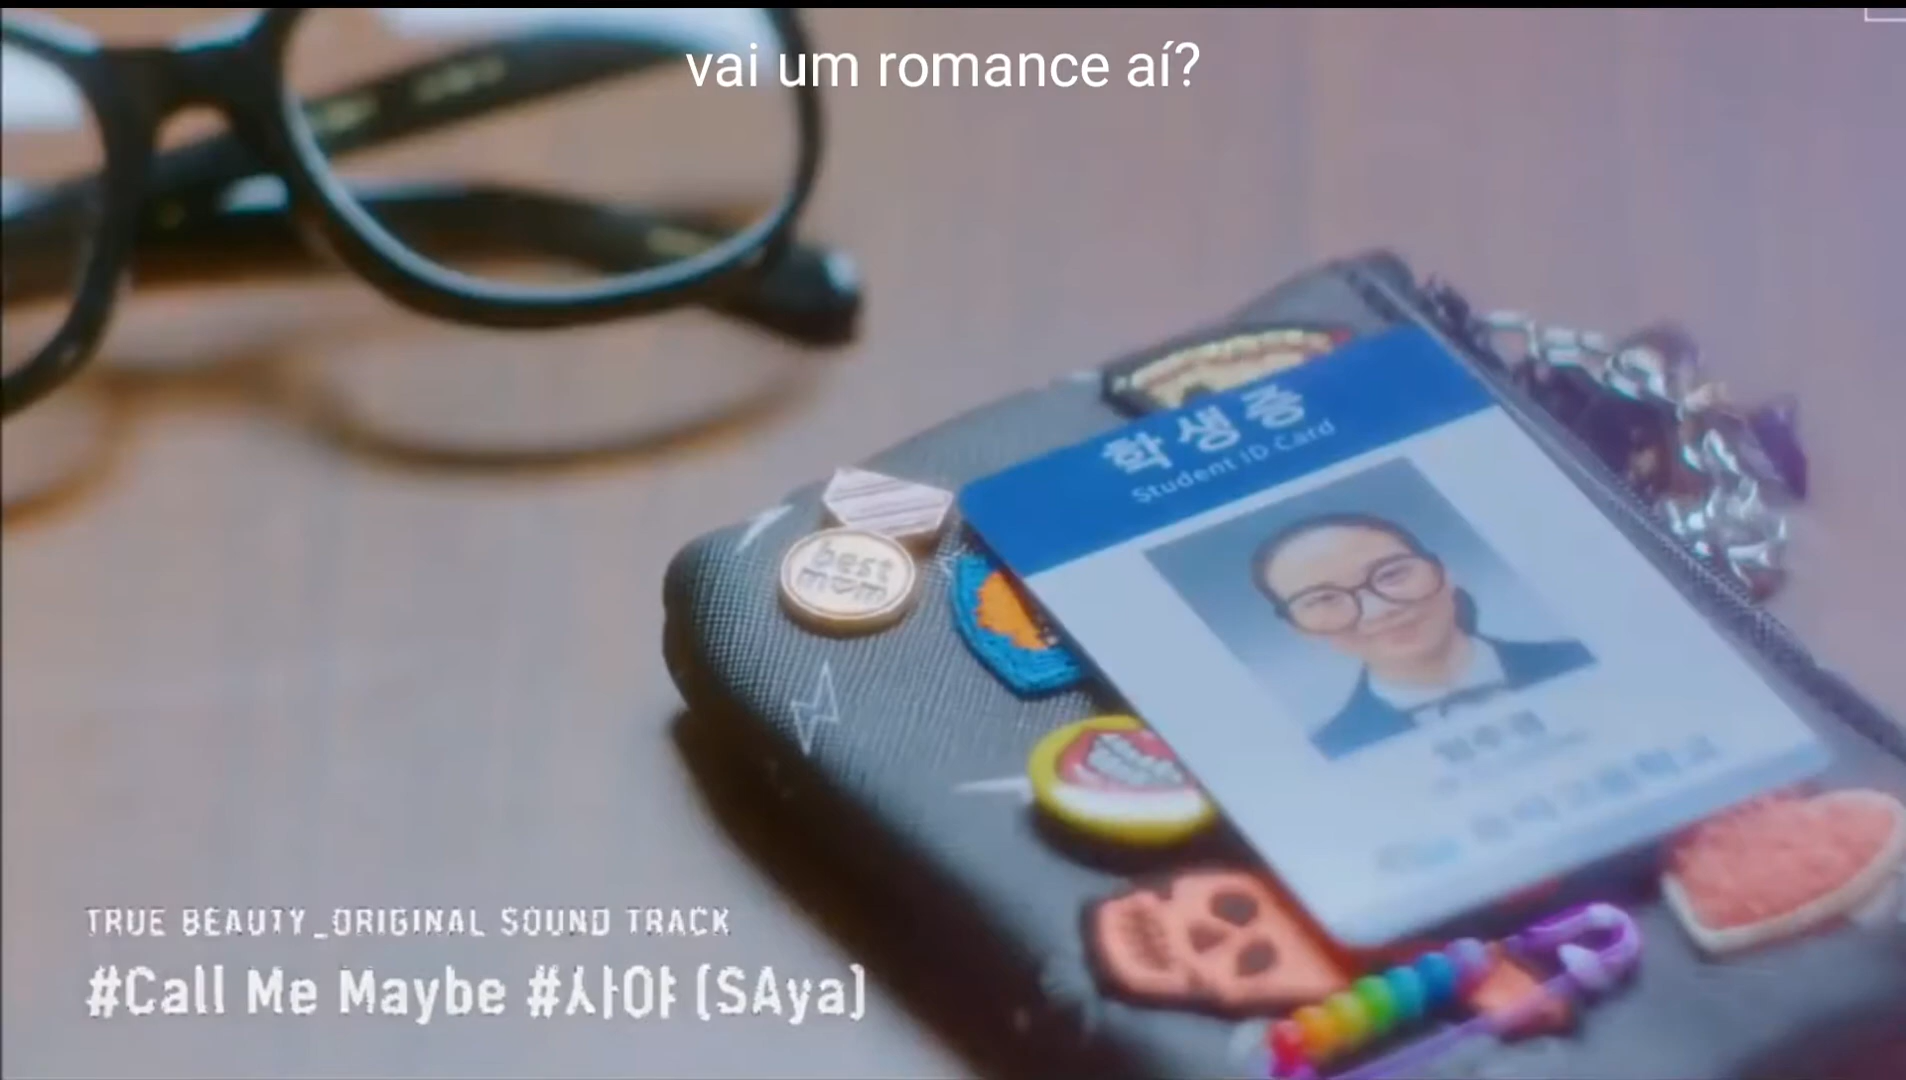 vai um romance aí?
학생증
Student ID Card
best
mom
TRUE BEAUTY_ORIGINAL SOUND TRACK
#Call Me Maybe #사야 (SAya)